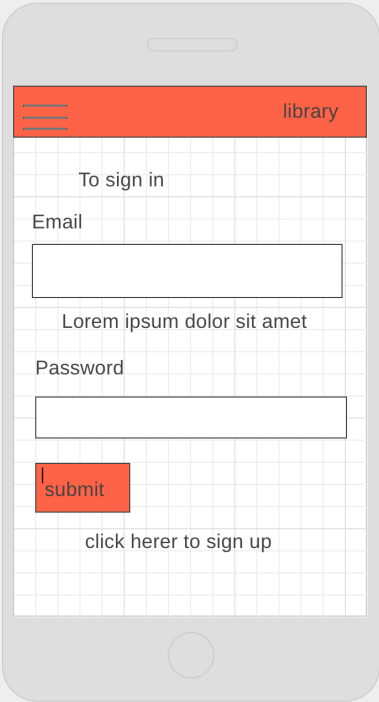 library
To sign in
Email
Lorem ipsum dolor sit amet
Password
submit
click herer to sign up